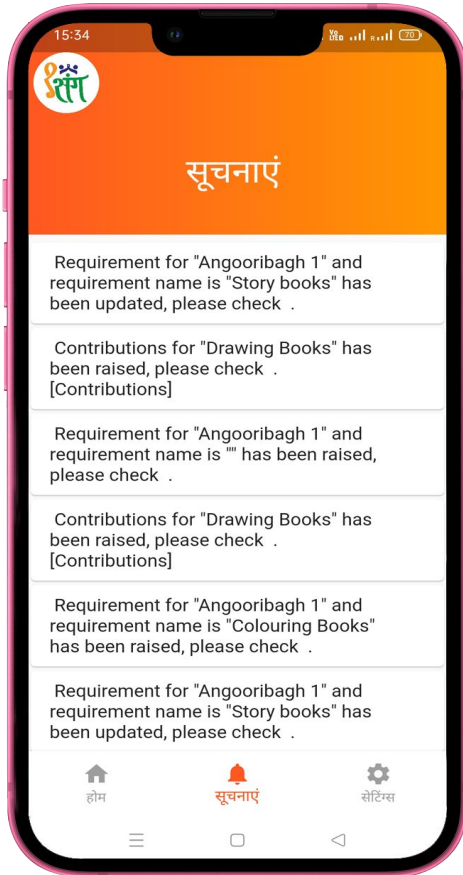 15:34
Vo LTE R 70
संग
सूचनाएं
Requirement for "Angooribagh 1" and
requirement name is "Story books" has
been updated, please check .
Contributions for "Drawing Books" has
been raised, please check .
[Contributions]
Requirement for "Angooribagh 1" and
requirement name is "" has been raised,
please check .
Contributions for "Drawing Books" has
been raised, please check .
[Contributions]
Requirement for "Angooribagh 1" and
requirement name is "Colouring Books"
has been raised, please check .
Requirement for "Angooribagh 1" and
requirement name is "Story books" has
been updated, please check .
होम सूचनाएं सेटिंग्स